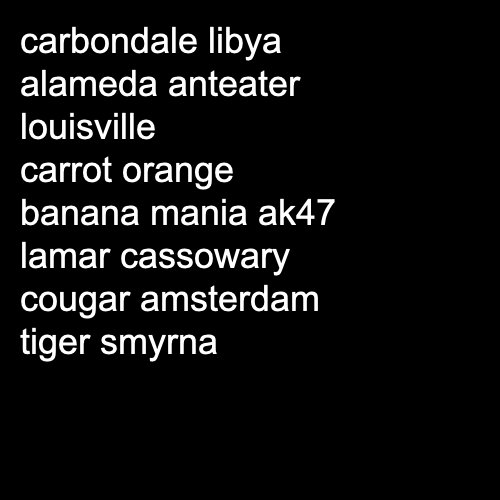 carbondale libya
alameda anteater
louisville
carrot orange
banana mania ak47
lamar cassowary
cougar amsterdam
tiger smyrna